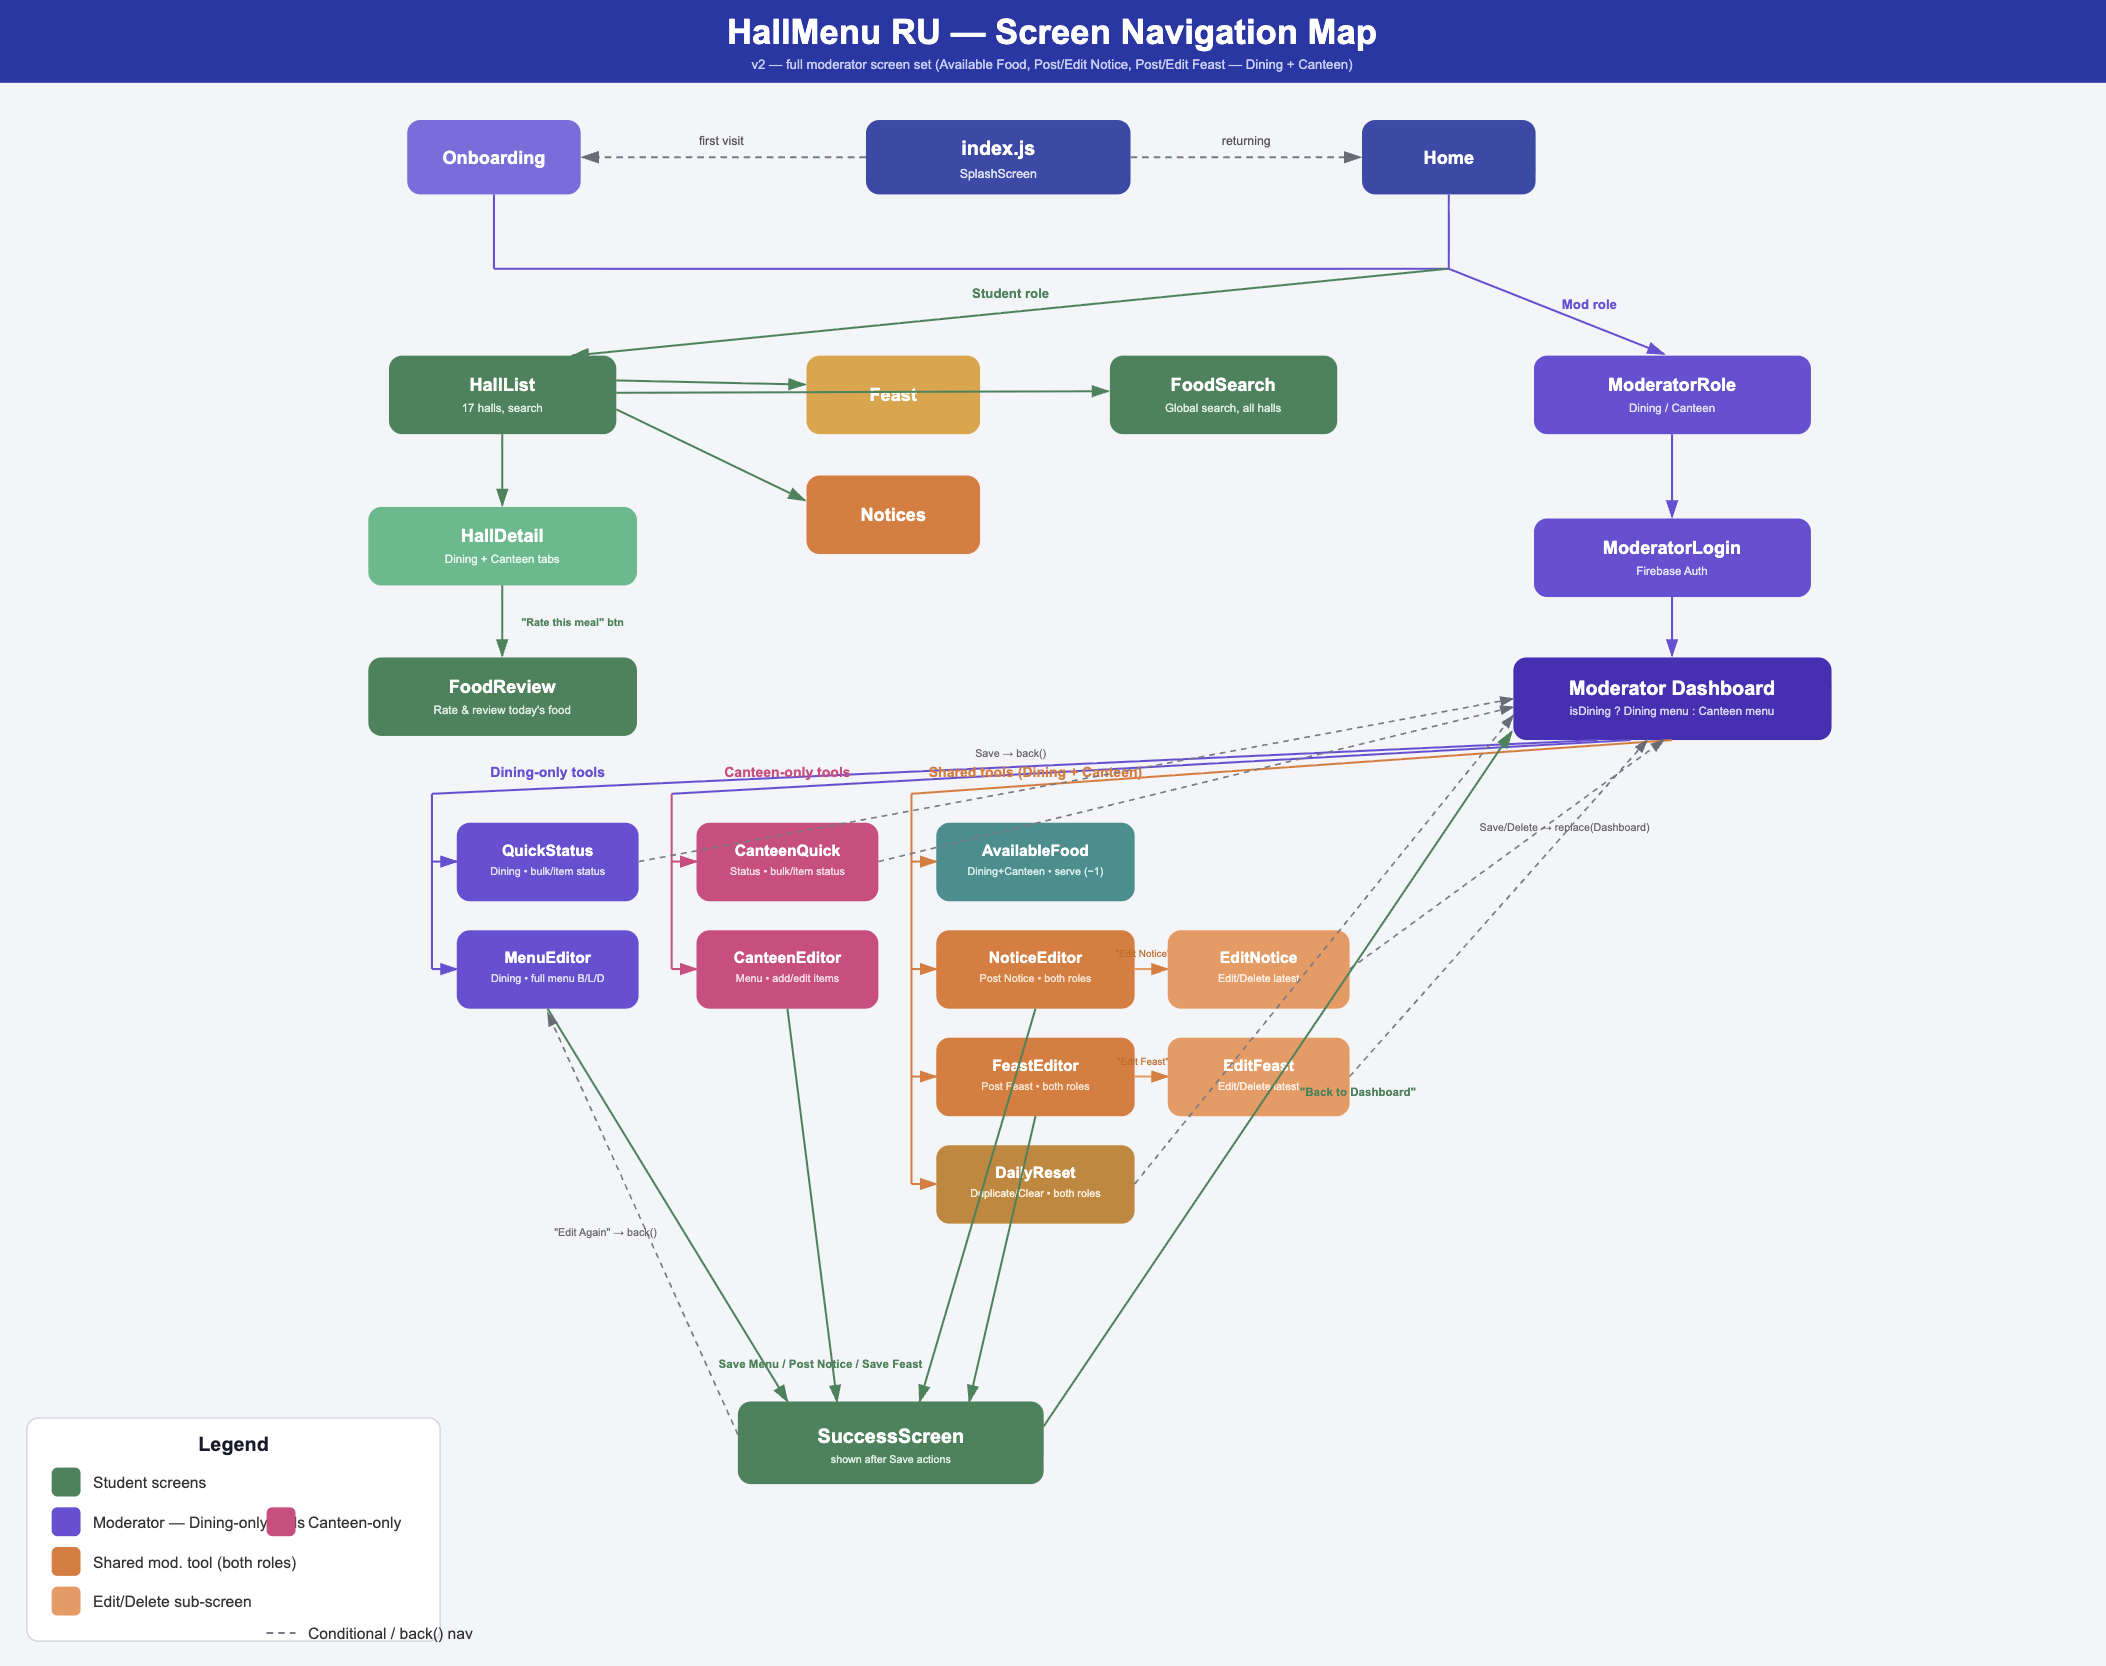 HallMenu RU — Screen Navigation Map
v2 — full moderator screen set (Available Food, Post/Edit Notice, Post/Edit Feast — Dining + Canteen)
Onboarding
first visit
index.js
SplashScreen
returning
Home
Student role
Mod role
HallList
17 halls, search
Feast
FoodSearch
Global search, all halls
ModeratorRole
Dining / Canteen
Notices
HallDetail
Dining + Canteen tabs
ModeratorLogin
Firebase Auth
"Rate this meal" btn
FoodReview
Rate & review today's food
Moderator Dashboard
isDining ? Dining menu : Canteen menu
Save → back()
Dining-only tools
Canteen-only tools
Shared tools (Dining + Canteen)
QuickStatus
Dining • bulk/item status
CanteenQuick
Status • bulk/item status
AvailableFood
Dining+Canteen • serve (−1)
Save/Delete → replace(Dashboard)
MenuEditor
Dining • full menu B/L/D
CanteenEditor
Menu • add/edit items
NoticeEditor
Post Notice • both roles
"Edit Notice"
EditNotice
Edit/Delete latest
FeastEditor
Post Feast • both roles
"Edit Feast"
EditFeast
Edit/Delete latest
"Back to Dashboard"
DailyReset
Duplicate/Clear • both roles
"Edit Again" → back()
Save Menu / Post Notice / Save Feast
SuccessScreen
shown after Save actions
Legend
Student screens
Moderator — Dining-only
Canteen-only
Shared mod. tool (both roles)
Edit/Delete sub-screen
Conditional / back() nav